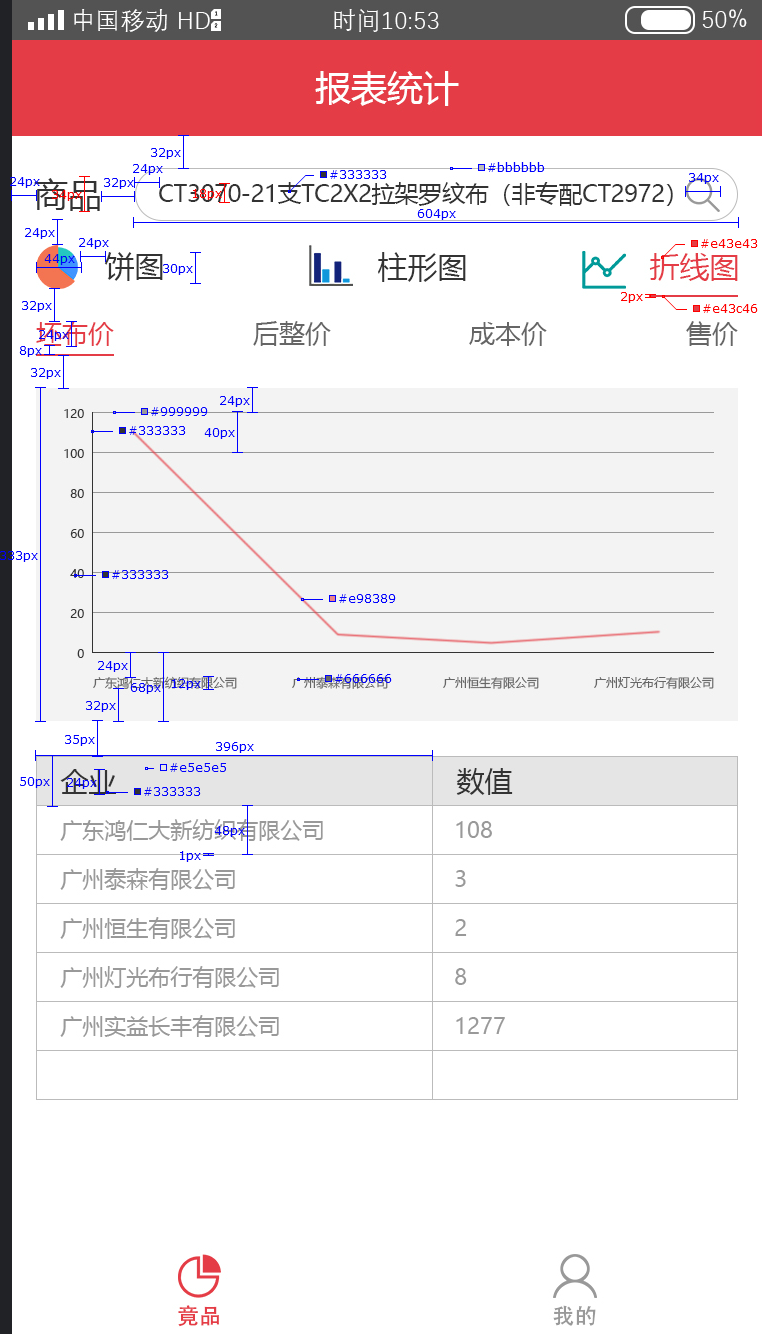 中国移动 HD 时间10:53 50%
报表统计
32px
24px #333333 #bbbbbb
24px 32px 34px
商品 34px CT3070-21支TC2X2拉架罗纹布（非专配CT2972） 28px
604px
24px 24px #e43e43
44px 饼图 30px 柱形图 折线图
2px
32px #e43c46
坯布价 24px 后整价 成本价 售价
8px
32px
24px
120 #999999
#333333 40px
100
80
60
333px
40 #333333
#e98389
20
0
24px
广东鸿仁大新纺织有限公司 广州泰森有限公司 广州恒生有限公司 广州灯光布行有限公司
68px 12px #666666
32px
35px
396px
50px 企业 24px #e5e5e5 数值
#333333
广东鸿仁大新纺织有限公司 108
48px
1px
广州泰森有限公司 3
广州恒生有限公司 2
广州灯光布行有限公司 8
广州实益长丰有限公司 1277
竟品 我的